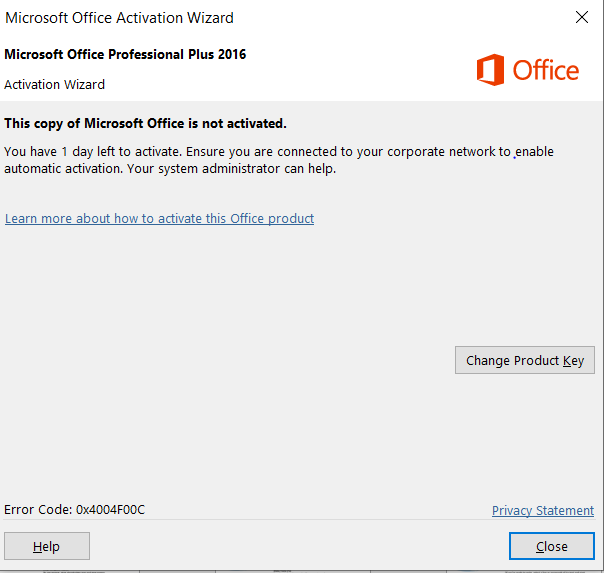 Microsoft Office Activation Wizard
Microsoft Office Professional Plus 2016
Office
Activation Wizard
This copy of Microsoft Office is not activated.
You have 1 day left to activate. Ensure you are connected to your corporate network to enable
automatic activation. Your system administrator can help.
Learn more about how to activate this Office product
Change Product Key
Error Code: 0x4004F00C
Privacy Statement
Help
Close